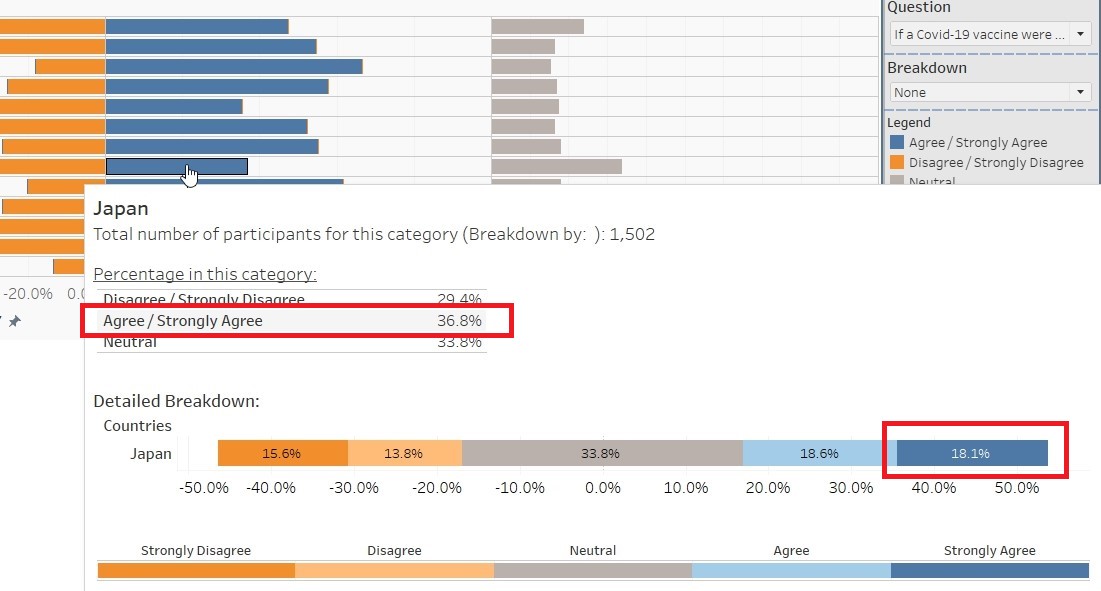 Question
If a Covid-19 vaccine were ...
Breakdown
None
Legend
Agree / Strongly Agree
Disagree / Strongly Disagree
Neutral
-20.0%
Japan
Total number of participants for this category (Breakdown by:  ): 1,502
Percentage in this category:
Disagree / Strongly Disagree 29.4%
Agree / Strongly Agree 36.8%
Neutral 33.8%
Detailed Breakdown:
Countries
Japan 15.6% 13.8% 33.8% 18.6% 18.1%
-50.0% -40.0% -30.0% -20.0% -10.0% 0.0% 10.0% 20.0% 30.0% 40.0% 50.0%
Strongly Disagree Disagree Neutral Agree Strongly Agree